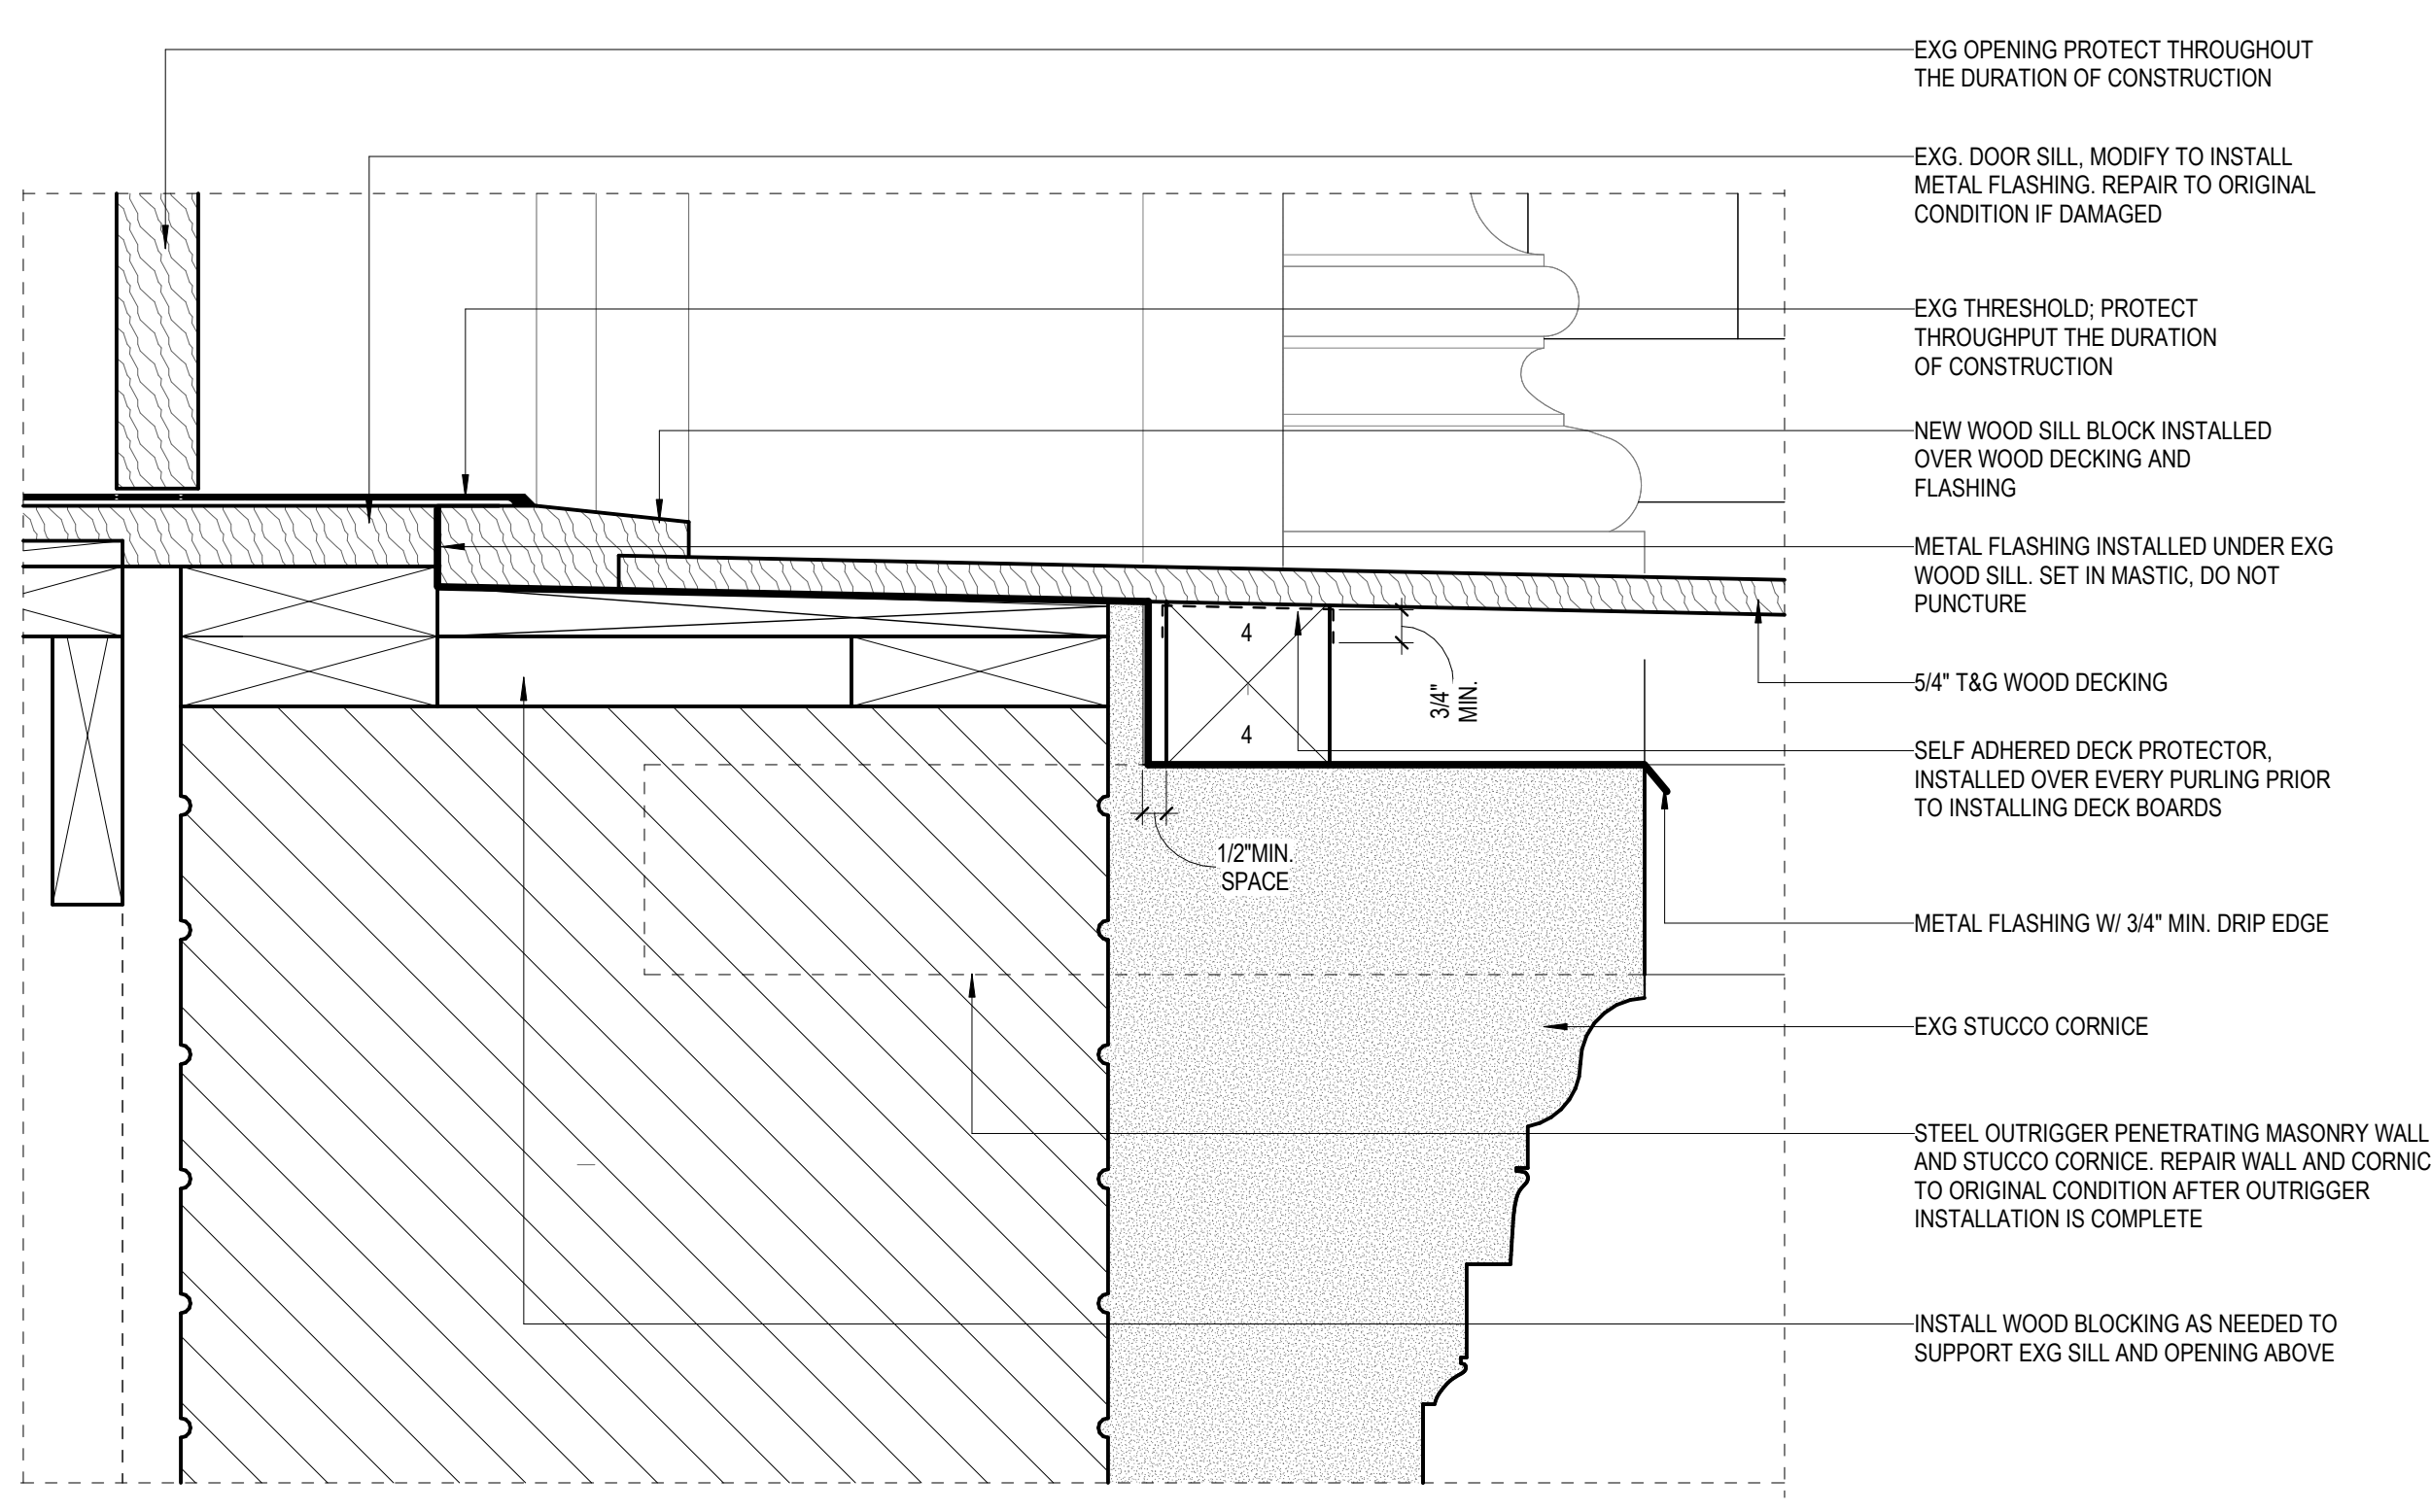 EXG OPENING PROTECT THROUGHOUT
THE DURATION OF CONSTRUCTION
EXG. DOOR SILL, MODIFY TO INSTALL
METAL FLASHING. REPAIR TO ORIGINAL
CONDITION IF DAMAGED
EXG THRESHOLD; PROTECT
THROUGHPUT THE DURATION
OF CONSTRUCTION
NEW WOOD SILL BLOCK INSTALLED
OVER WOOD DECKING AND
FLASHING
METAL FLASHING INSTALLED UNDER EXG
WOOD SILL. SET IN MASTIC, DO NOT
PUNCTURE
4
4
3/4"
MIN.
5/4" T&G WOOD DECKING
SELF ADHERED DECK PROTECTOR,
INSTALLED OVER EVERY PURLING PRIOR
TO INSTALLING DECK BOARDS
1/2"MIN.
SPACE
METAL FLASHING W/ 3/4" MIN. DRIP EDGE
EXG STUCCO CORNICE
STEEL OUTRIGGER PENETRATING MASONRY WALL
AND STUCCO CORNICE. REPAIR WALL AND CORNIC
TO ORIGINAL CONDITION AFTER OUTRIGGER
INSTALLATION IS COMPLETE
INSTALL WOOD BLOCKING AS NEEDED TO
SUPPORT EXG SILL AND OPENING ABOVE